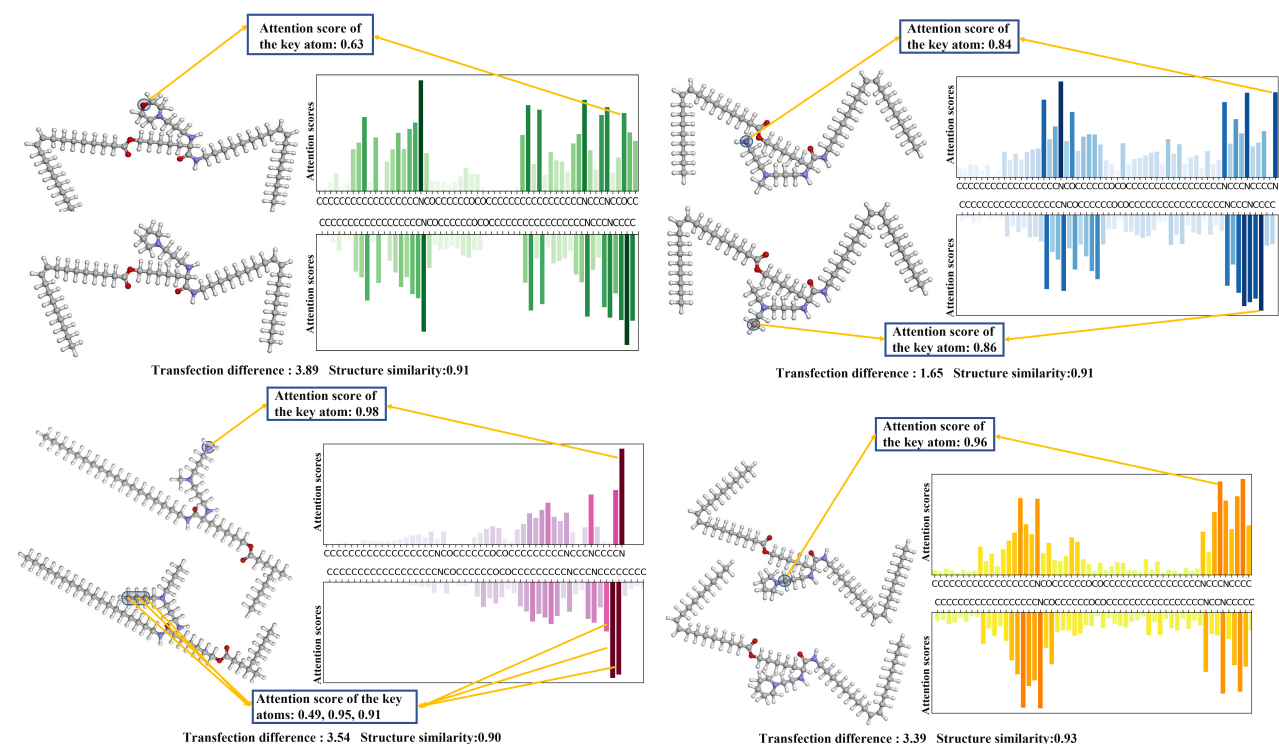 Attention score of
the key atom: 0.63
Attention scores
Attention scores
Transfection difference : 3.89 Structure similarity:0.91
Attention score of
the key atom: 0.84
Attention scores
Attention scores
Attention score of
the key atom: 0.86
Transfection difference : 1.65 Structure similarity:0.91
Attention score of
the key atom: 0.98
Attention scores
Attention scores
Attention score of the key
atoms: 0.49, 0.95, 0.91
Transfection difference : 3.54 Structure similarity:0.90
Attention score of
the key atom: 0.96
Attention scores
Attention scores
Transfection difference : 3.39 Structure similarity:0.93